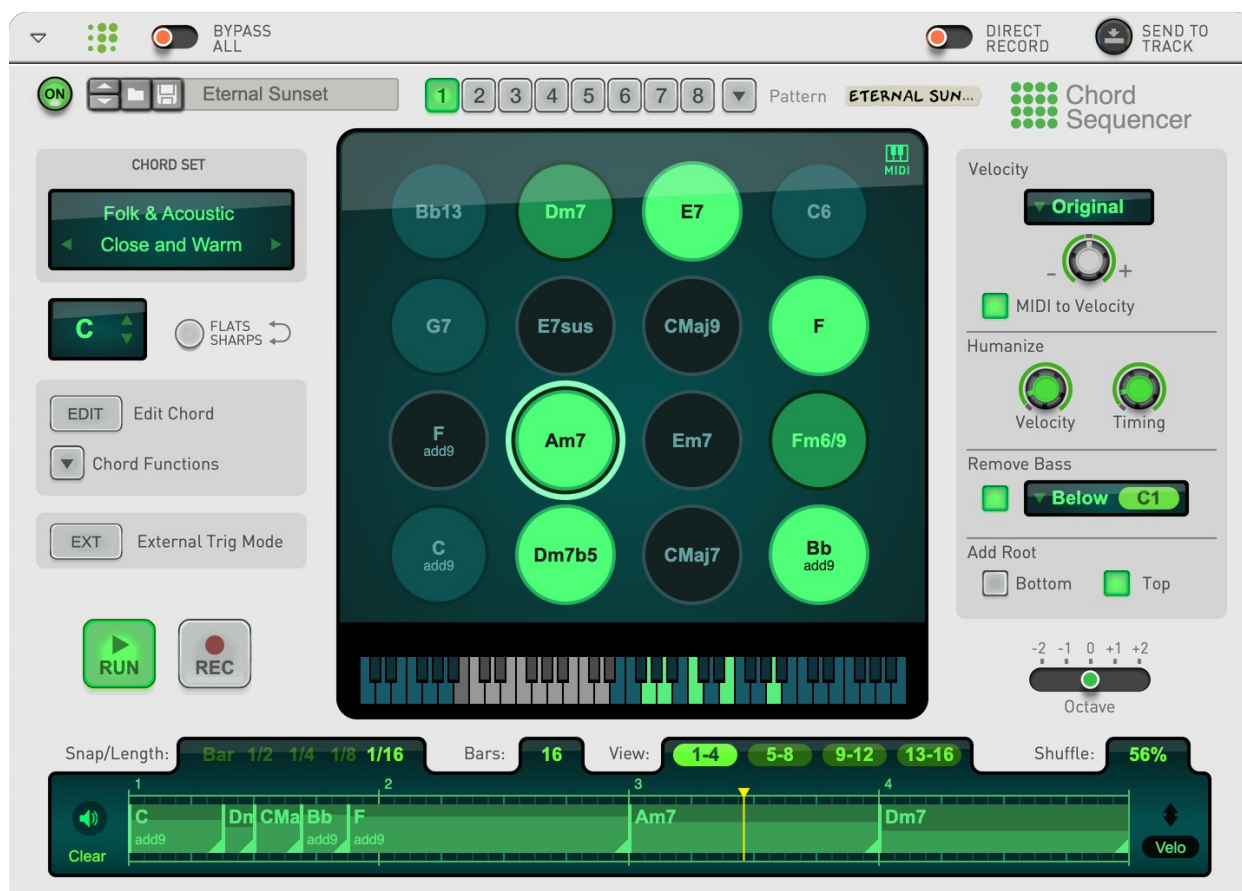 BYPASS
ALL
DIRECT
RECORD
SEND TO
TRACK
ON
Eternal Sunset
1 2 3 4 5 6 7 8
Pattern
ETERNAL SUN...
Chord
Sequencer
CHORD SET
Folk & Acoustic
Close and Warm
C
FLATS
SHARPS
EDIT Edit Chord
Chord Functions
EXT External Trig Mode
RUN
REC
MIDI
Bb13 Dm7 E7 C6
G7 E7sus CMaj9 F
F
add9
Am7 Em7 Fm6/9
C
add9
Dm7b5 CMaj7
Bb
add9
Velocity
Original
- +
MIDI to Velocity
Humanize
Velocity Timing
Remove Bass
Below C1
Add Root
Bottom Top
-2 -1 0 +1 +2
Octave
Snap/Length: Bar 1/2 1/4 1/8 1/16 Bars: 16 View: 1-4 5-8 9-12 13-16 Shuffle: 56%
1 2 3 4
C Dm CMa Bb F Am7 Dm7
add9 add9 add9
Clear
Velo